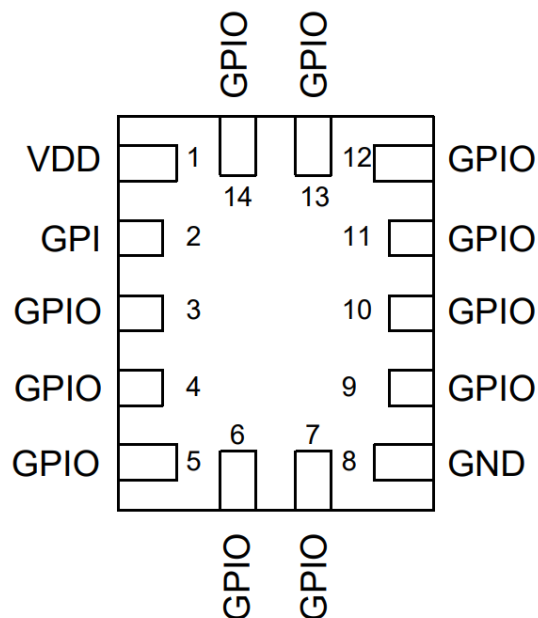 GPIO GPIO
VDD 1 12 GPIO
14 13
GPI 2 11 GPIO
GPIO 3 10 GPIO
GPIO 4 9 GPIO
6 7
GPIO 5 8 GND
GPIO GPIO